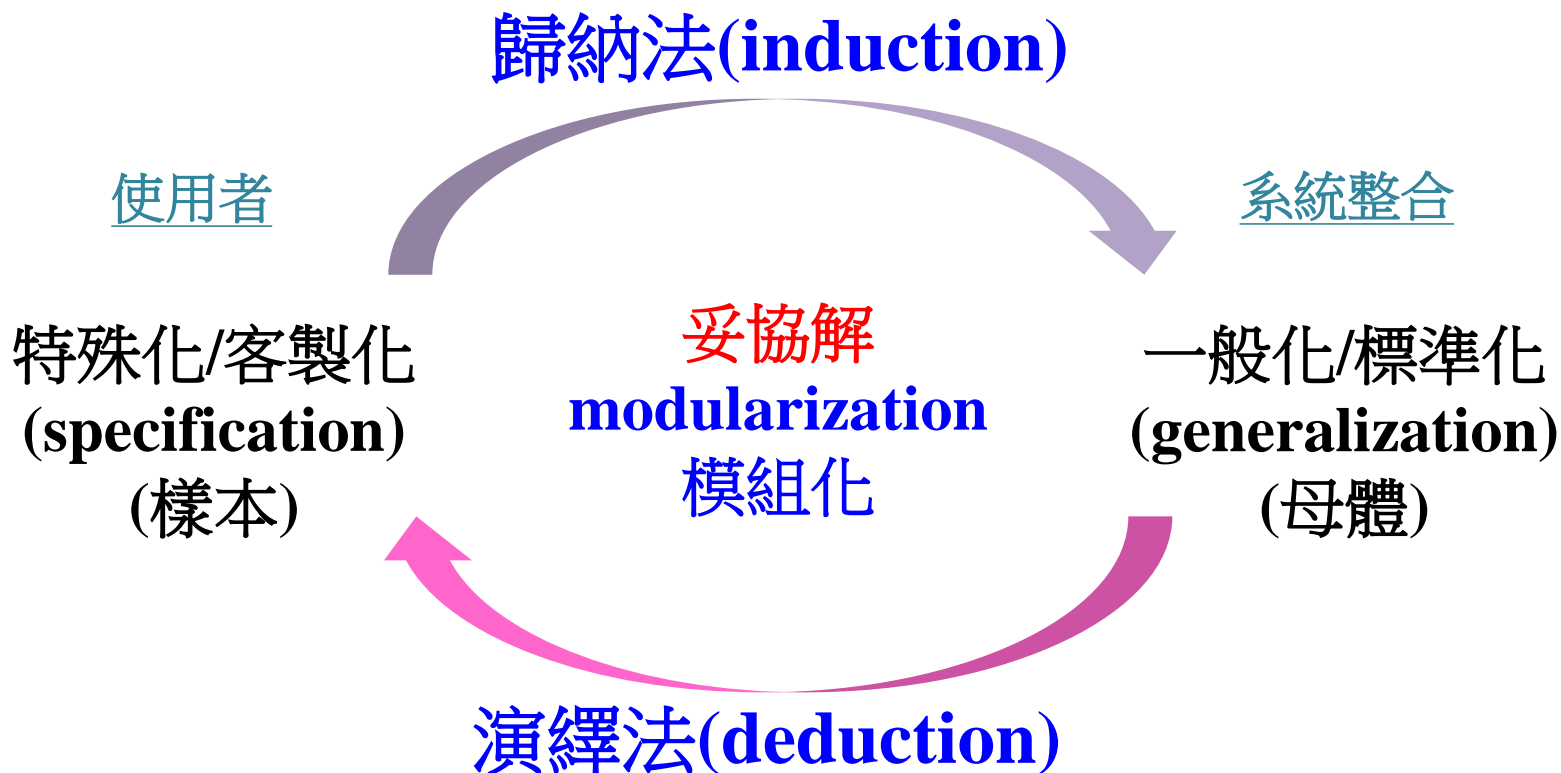 歸納法(induction)
使用者
系統整合
特殊化/客製化
(specification)
(樣本)
妥協解
modularization
模組化
一般化/標準化
(generalization)
(母體)
演繹法(deduction)